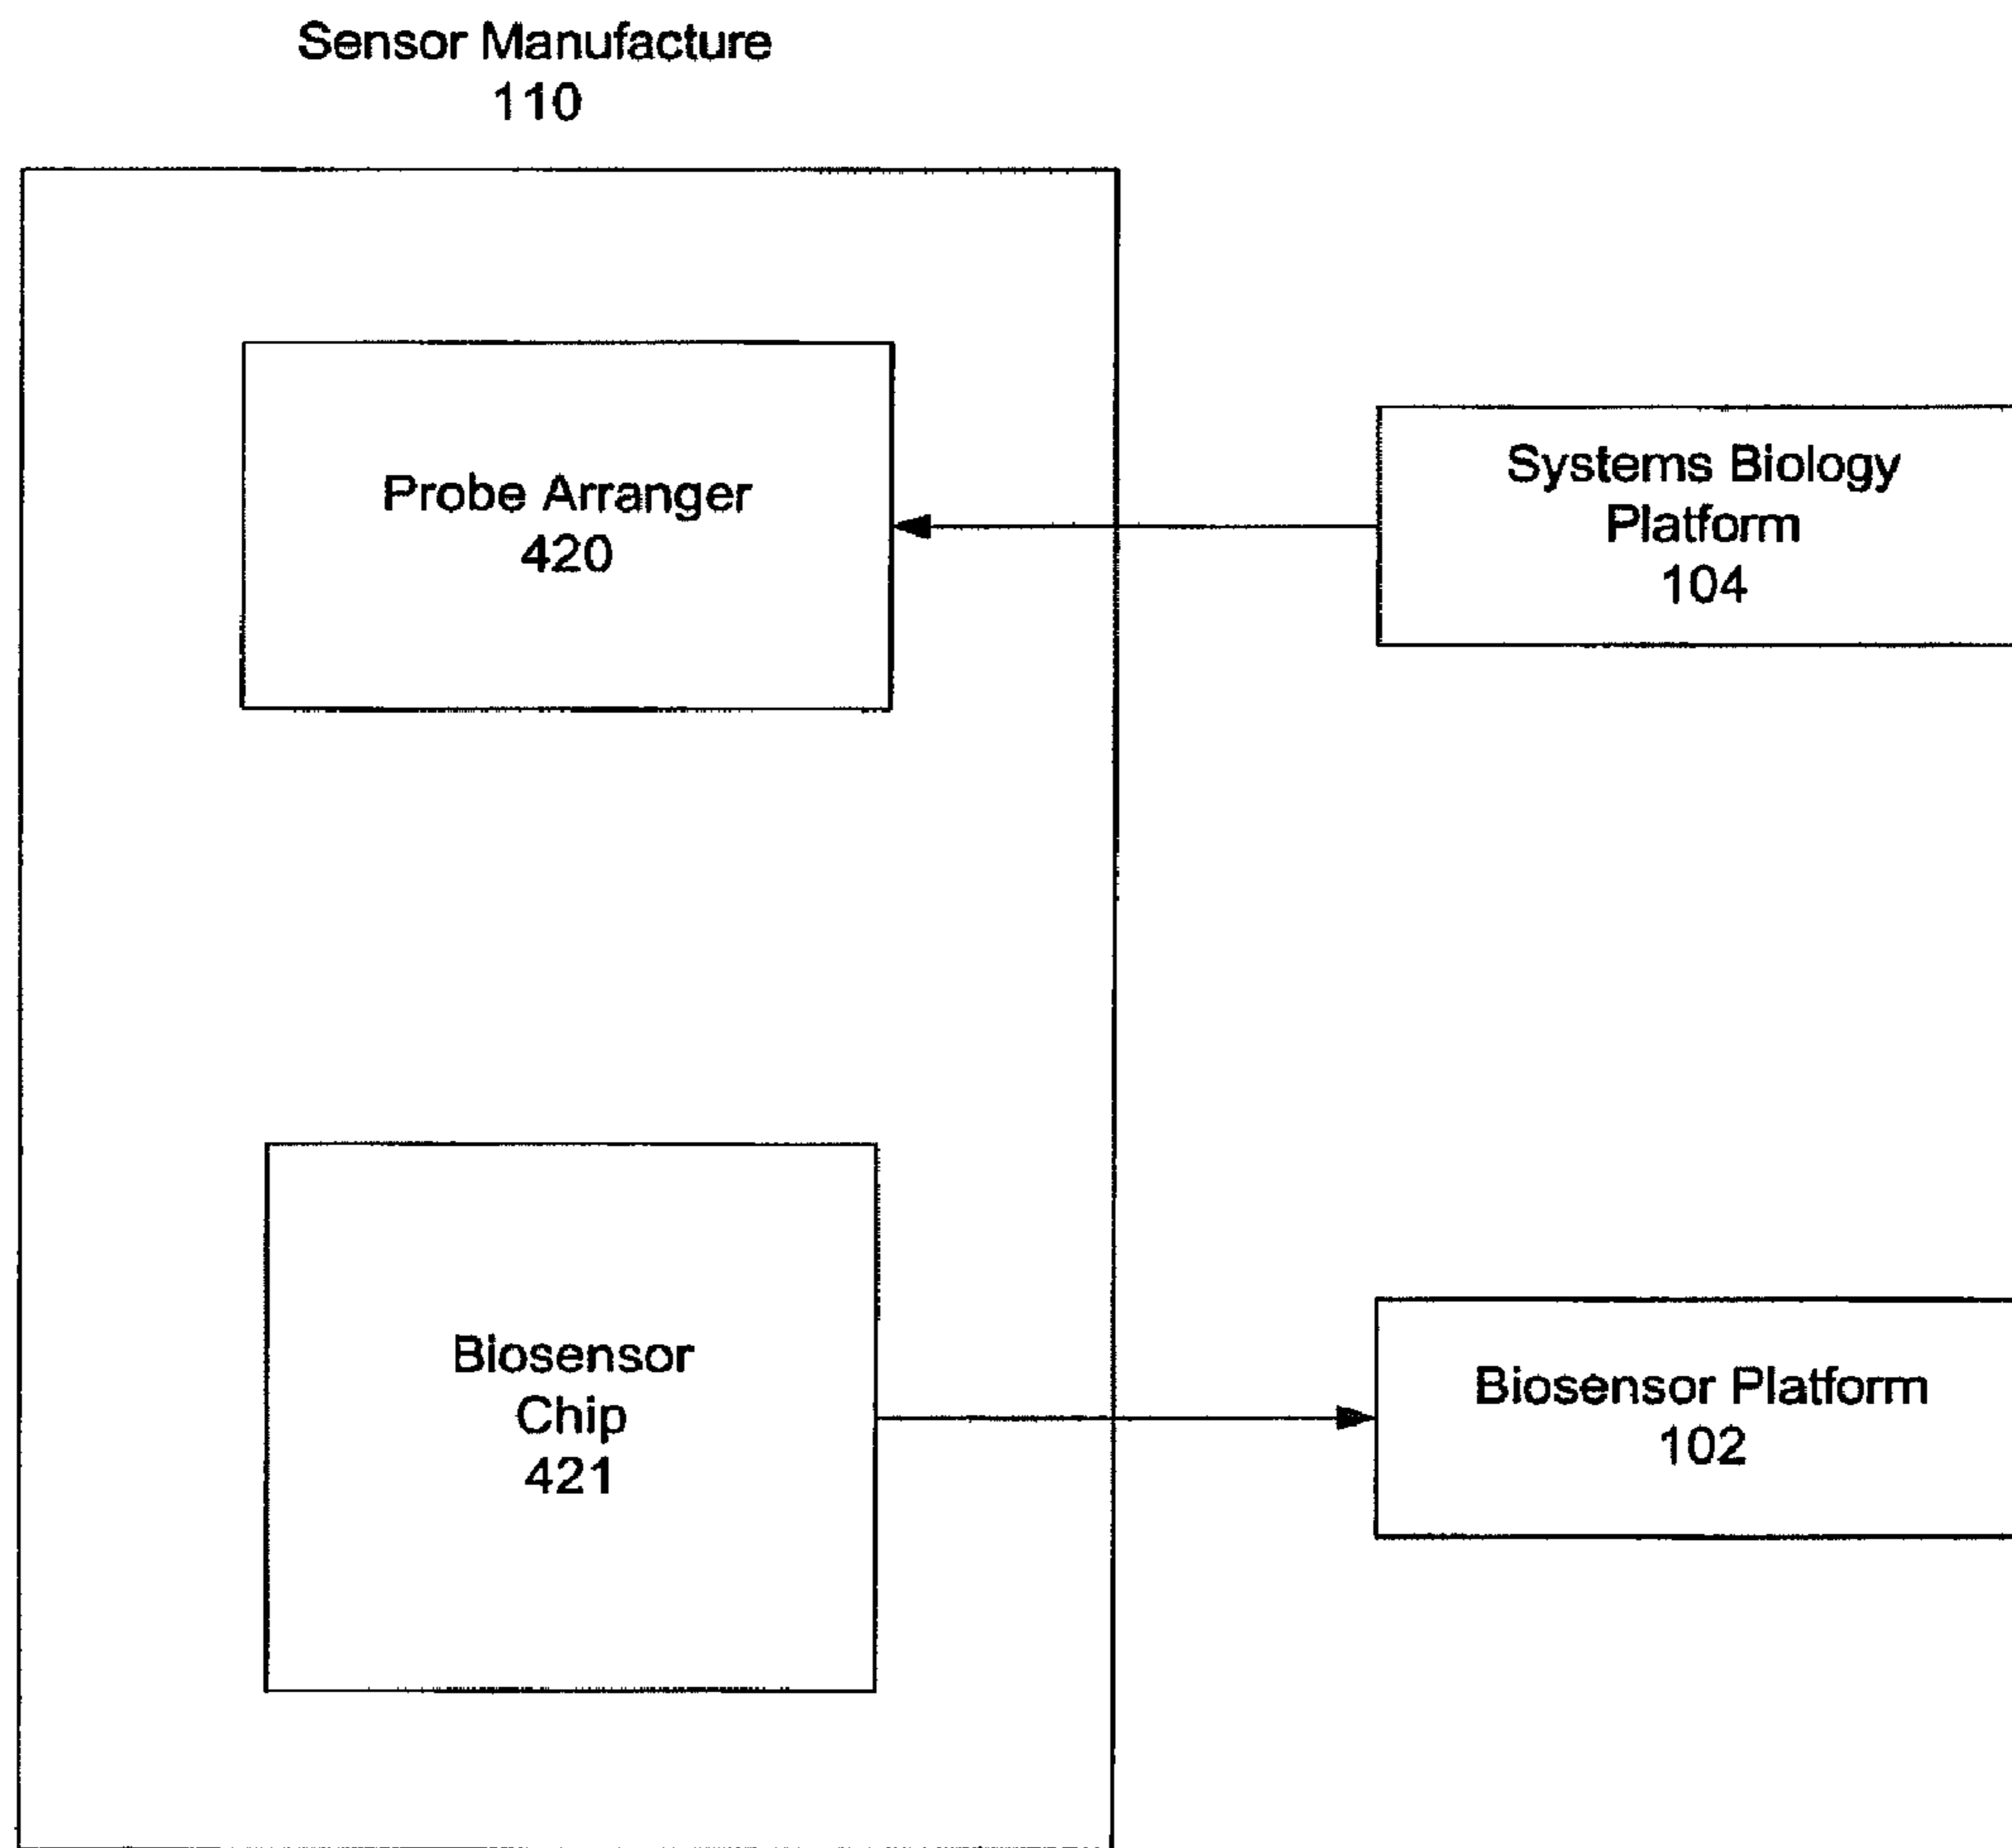 Sensor Manufacture
110
Probe Arranger
420
Systems Biology
Platform
104
Biosensor
Chip
421
Biosensor Platform
102